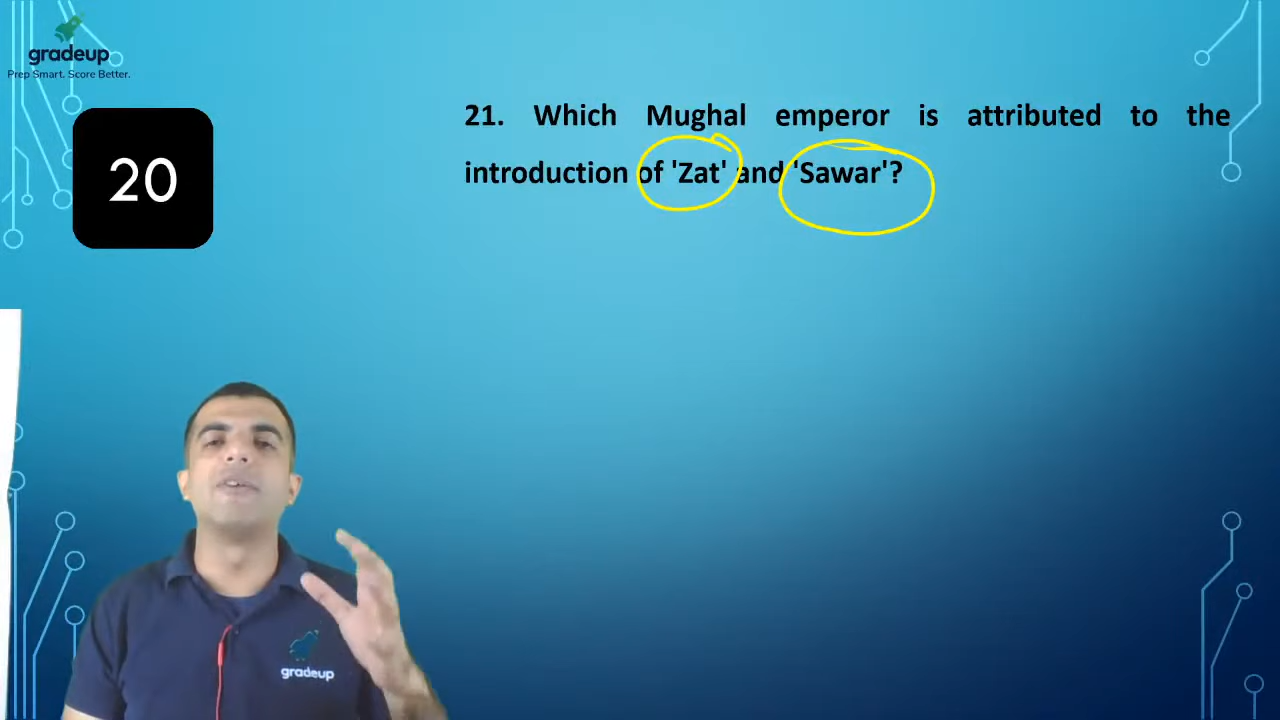 gradeup
Prep Smart. Score Better.
20
21. Which Mughal emperor is attributed to the
introduction of 'Zat' and 'Sawar'?
gradeup